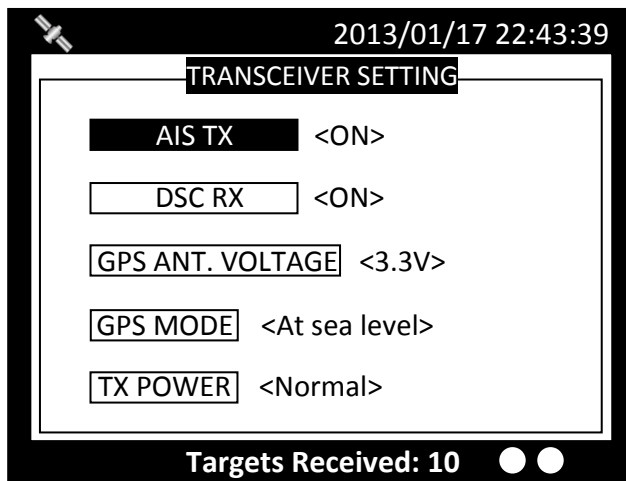 2013/01/17 22:43:39
TRANSCEIVER SETTING
AIS TX <ON>
DSC RX <ON>
GPS ANT. VOLTAGE <3.3V>
GPS MODE <At sea level>
TX POWER <Normal>
Targets Received: 10